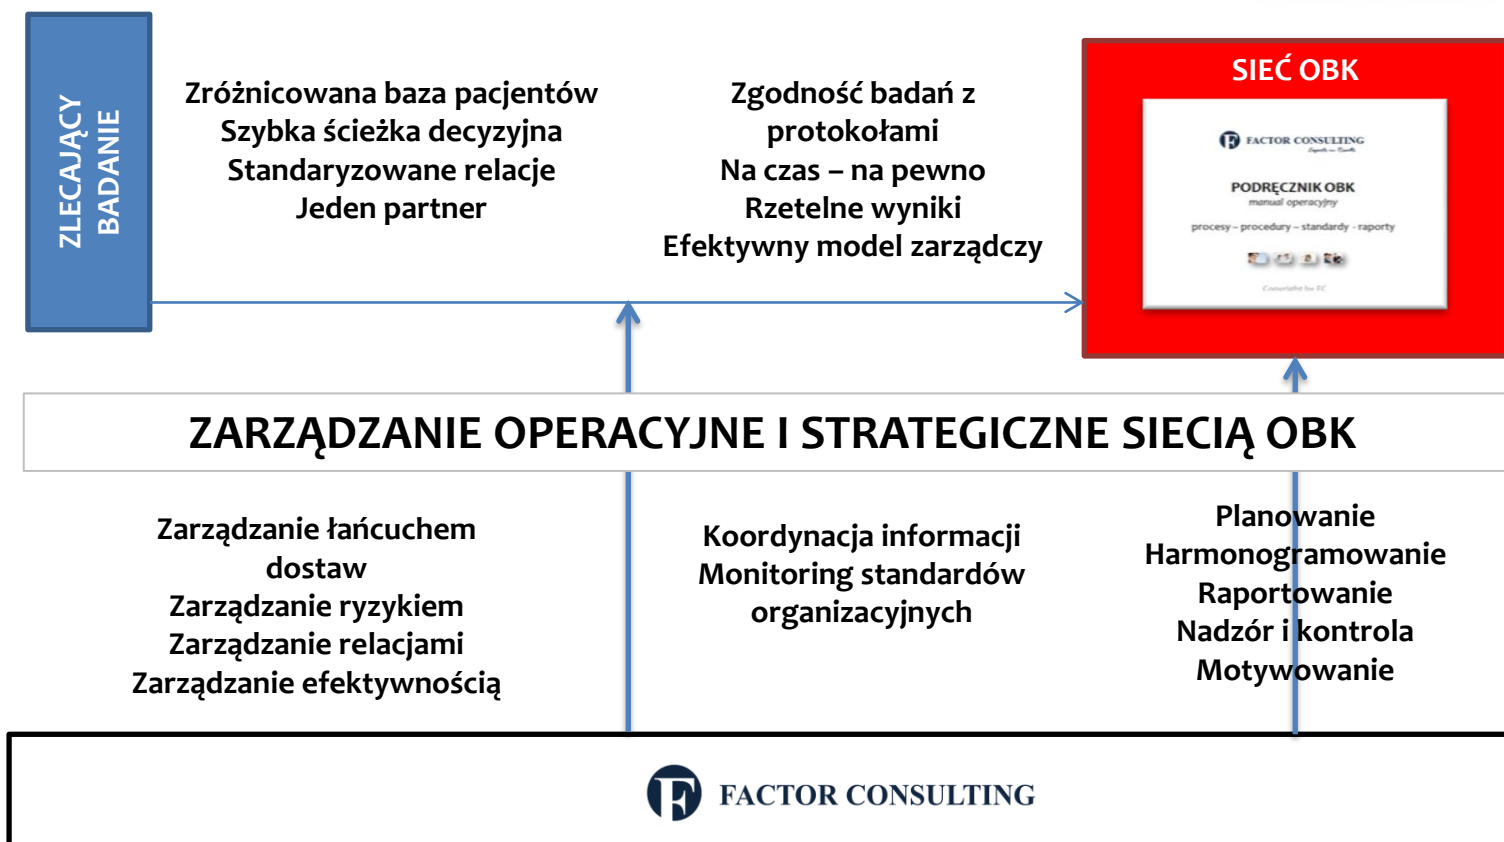 ZLECAJĄCY
BADANIE
Zróżnicowana baza pacjentów
Szybka ścieżka decyzyjna
Standaryzowane relacje
Jeden partner
Zgodność badań z
protokołami
Na czas – na pewno
Rzetelne wyniki
Efektywny model zarządczy
SIEĆ OBK
FACTOR CONSULTING
PODRĘCZNIK OBK
manual operacyjny
procesy – procedury – standardy - raporty
Copyright by FC
ZARZĄDZANIE OPERACYJNE I STRATEGICZNE SIECIĄ OBK
Zarządzanie łańcuchem
dostaw
Zarządzanie ryzykiem
Zarządzanie relacjami
Zarządzanie efektywnością
Koordynacja informacji
Monitoring standardów
organizacyjnych
Planowanie
Harmonogramowanie
Raportowanie
Nadzór i kontrola
Motywowanie
FACTOR CONSULTING